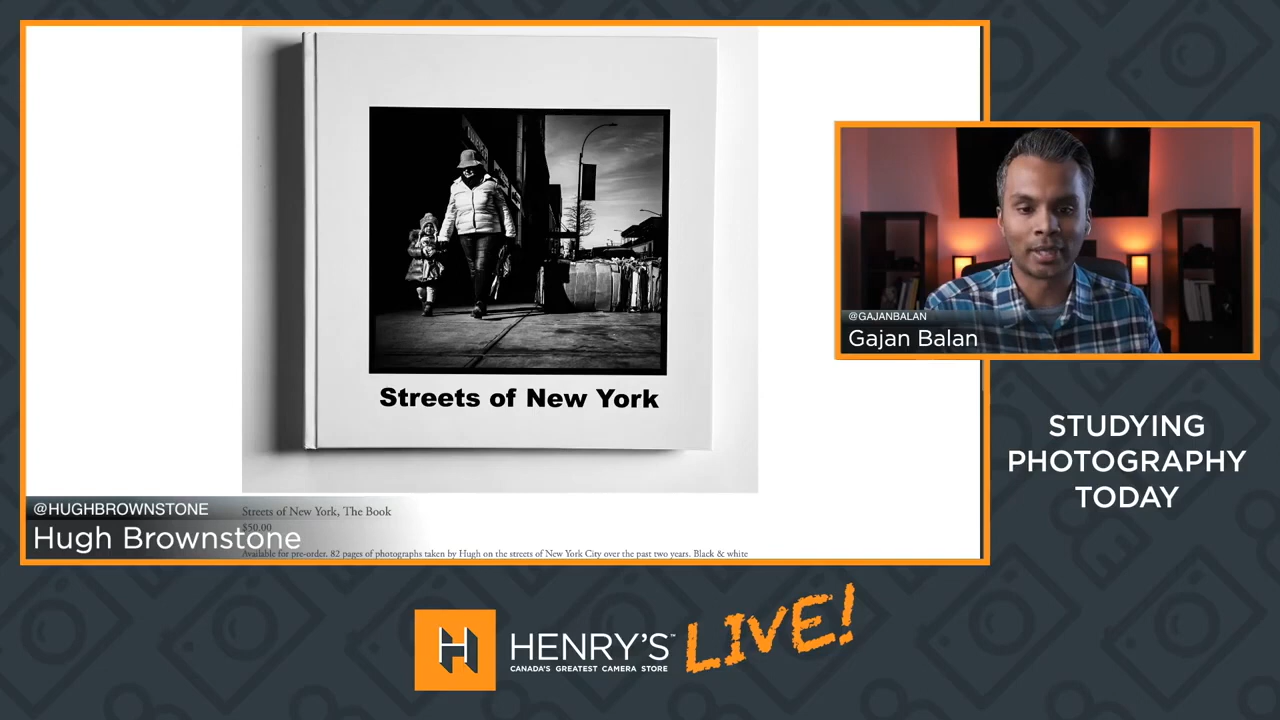 Streets of New York
@HUGHBROWNSTONE
Hugh Brownstone
Streets of New York, The Book
$50.00
Available for pre-order. 82 pages of photographs taken by Hugh on the streets of New York City over the past two years. Black & white
@GAJANBALAN
Gajan Balan
STUDYING
PHOTOGRAPHY
TODAY
H
HENRY'S™
CANADA'S GREATEST CAMERA STORE
LIVE!